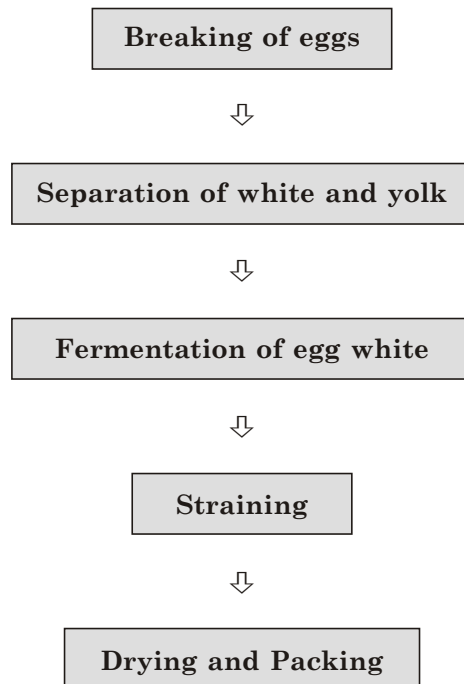 Breaking of eggs
Separation of white and yolk
Fermentation of egg white
Straining
Drying and Packing